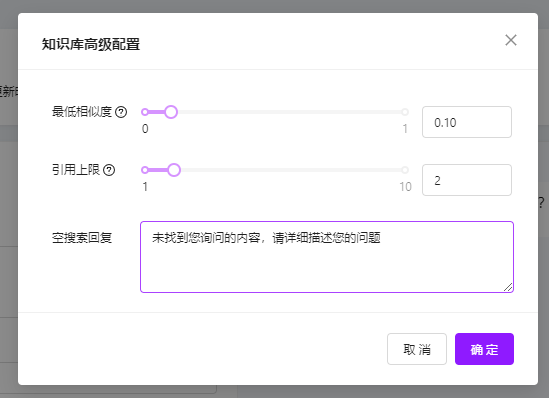 知识库高级配置
最低相似度
0
1
0.10
引用上限
1
10
2
空搜索回复
未找到您询问的内容，请详细描述您的问题
取 消
确 定